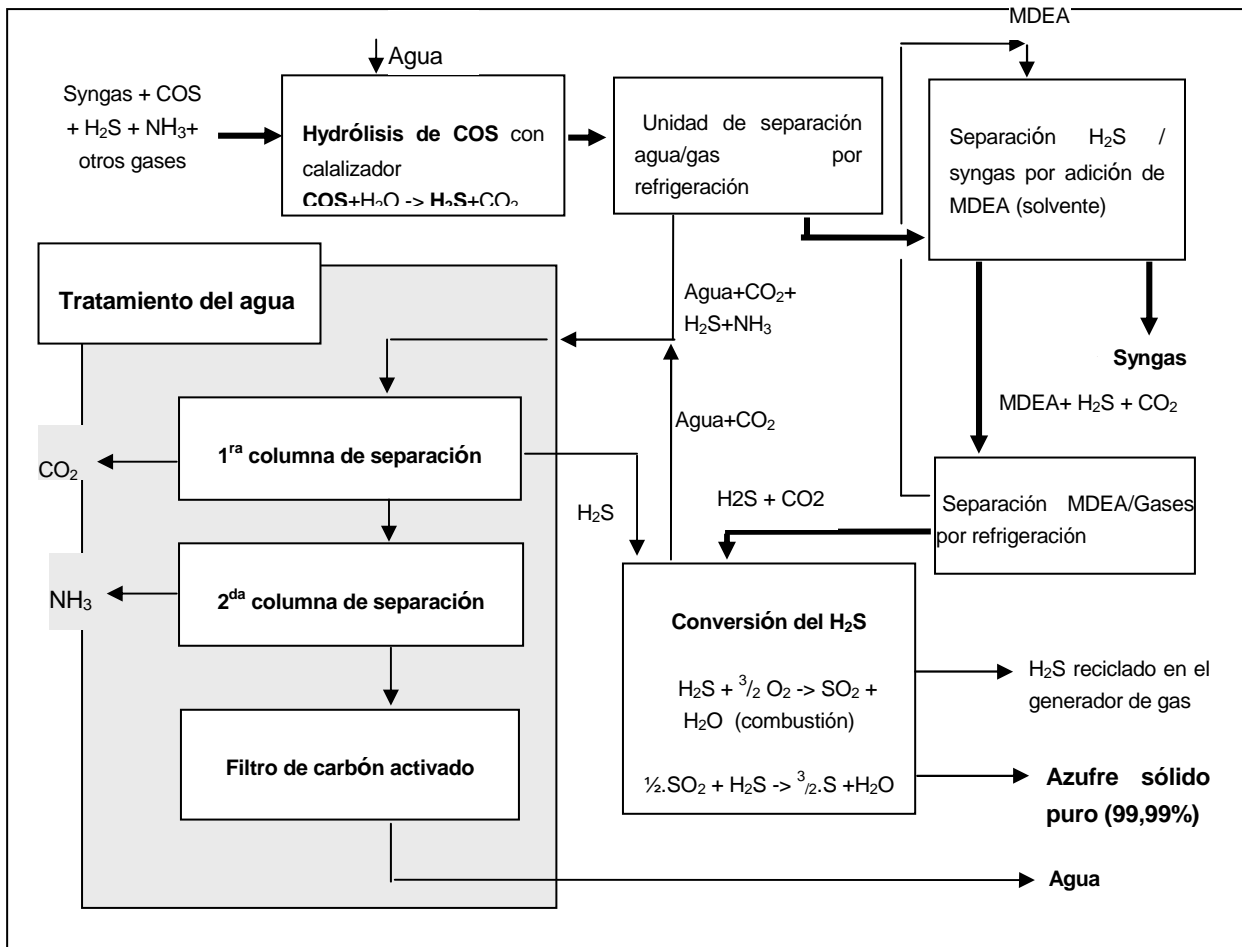 MDEA
Agua
Syngas + COS
+ H₂S + NH₃+
otros gases
Hydrólisis de COS con
calalizador
COS+H₂O -> H₂S+CO₂
Unidad de separación
agua/gas por
refrigeración
Separación H₂S /
syngas por adición de
MDEA (solvente)
Tratamiento del agua
Agua+CO₂+
H₂S+NH₃
Syngas
MDEA+ H₂S + CO₂
Agua+CO₂
1ra columna de separación
CO₂
H₂S
H2S + CO2
Separación MDEA/Gases
por refrigeración
2da columna de separación
NH₃
Conversión del H₂S
H₂S + 3/2 O₂ -> SO₂ +
H₂O (combustión)
½.SO₂ + H₂S -> 3/2.S +H₂O
H₂S reciclado en el
generador de gas
Filtro de carbón activado
Azufre sólido
puro (99,99%)
Agua